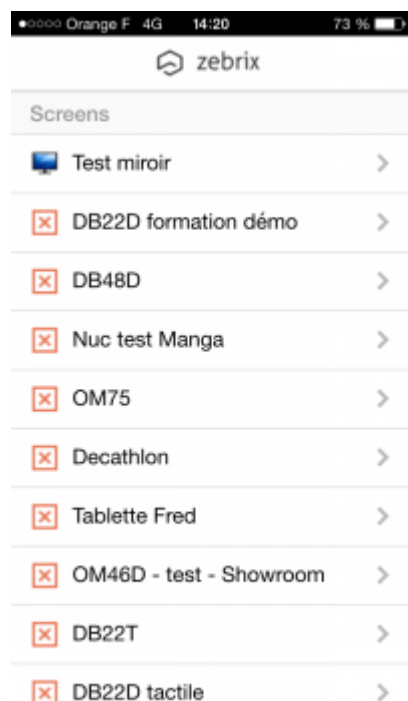 Orange F 4G 14:20 73 %
zebrix
Screens
Test miroir
DB22D formation démo
DB48D
Nuc test Manga
OM75
Decathlon
Tablette Fred
OM46D - test - Showroom
DB22T
DB22D tactile